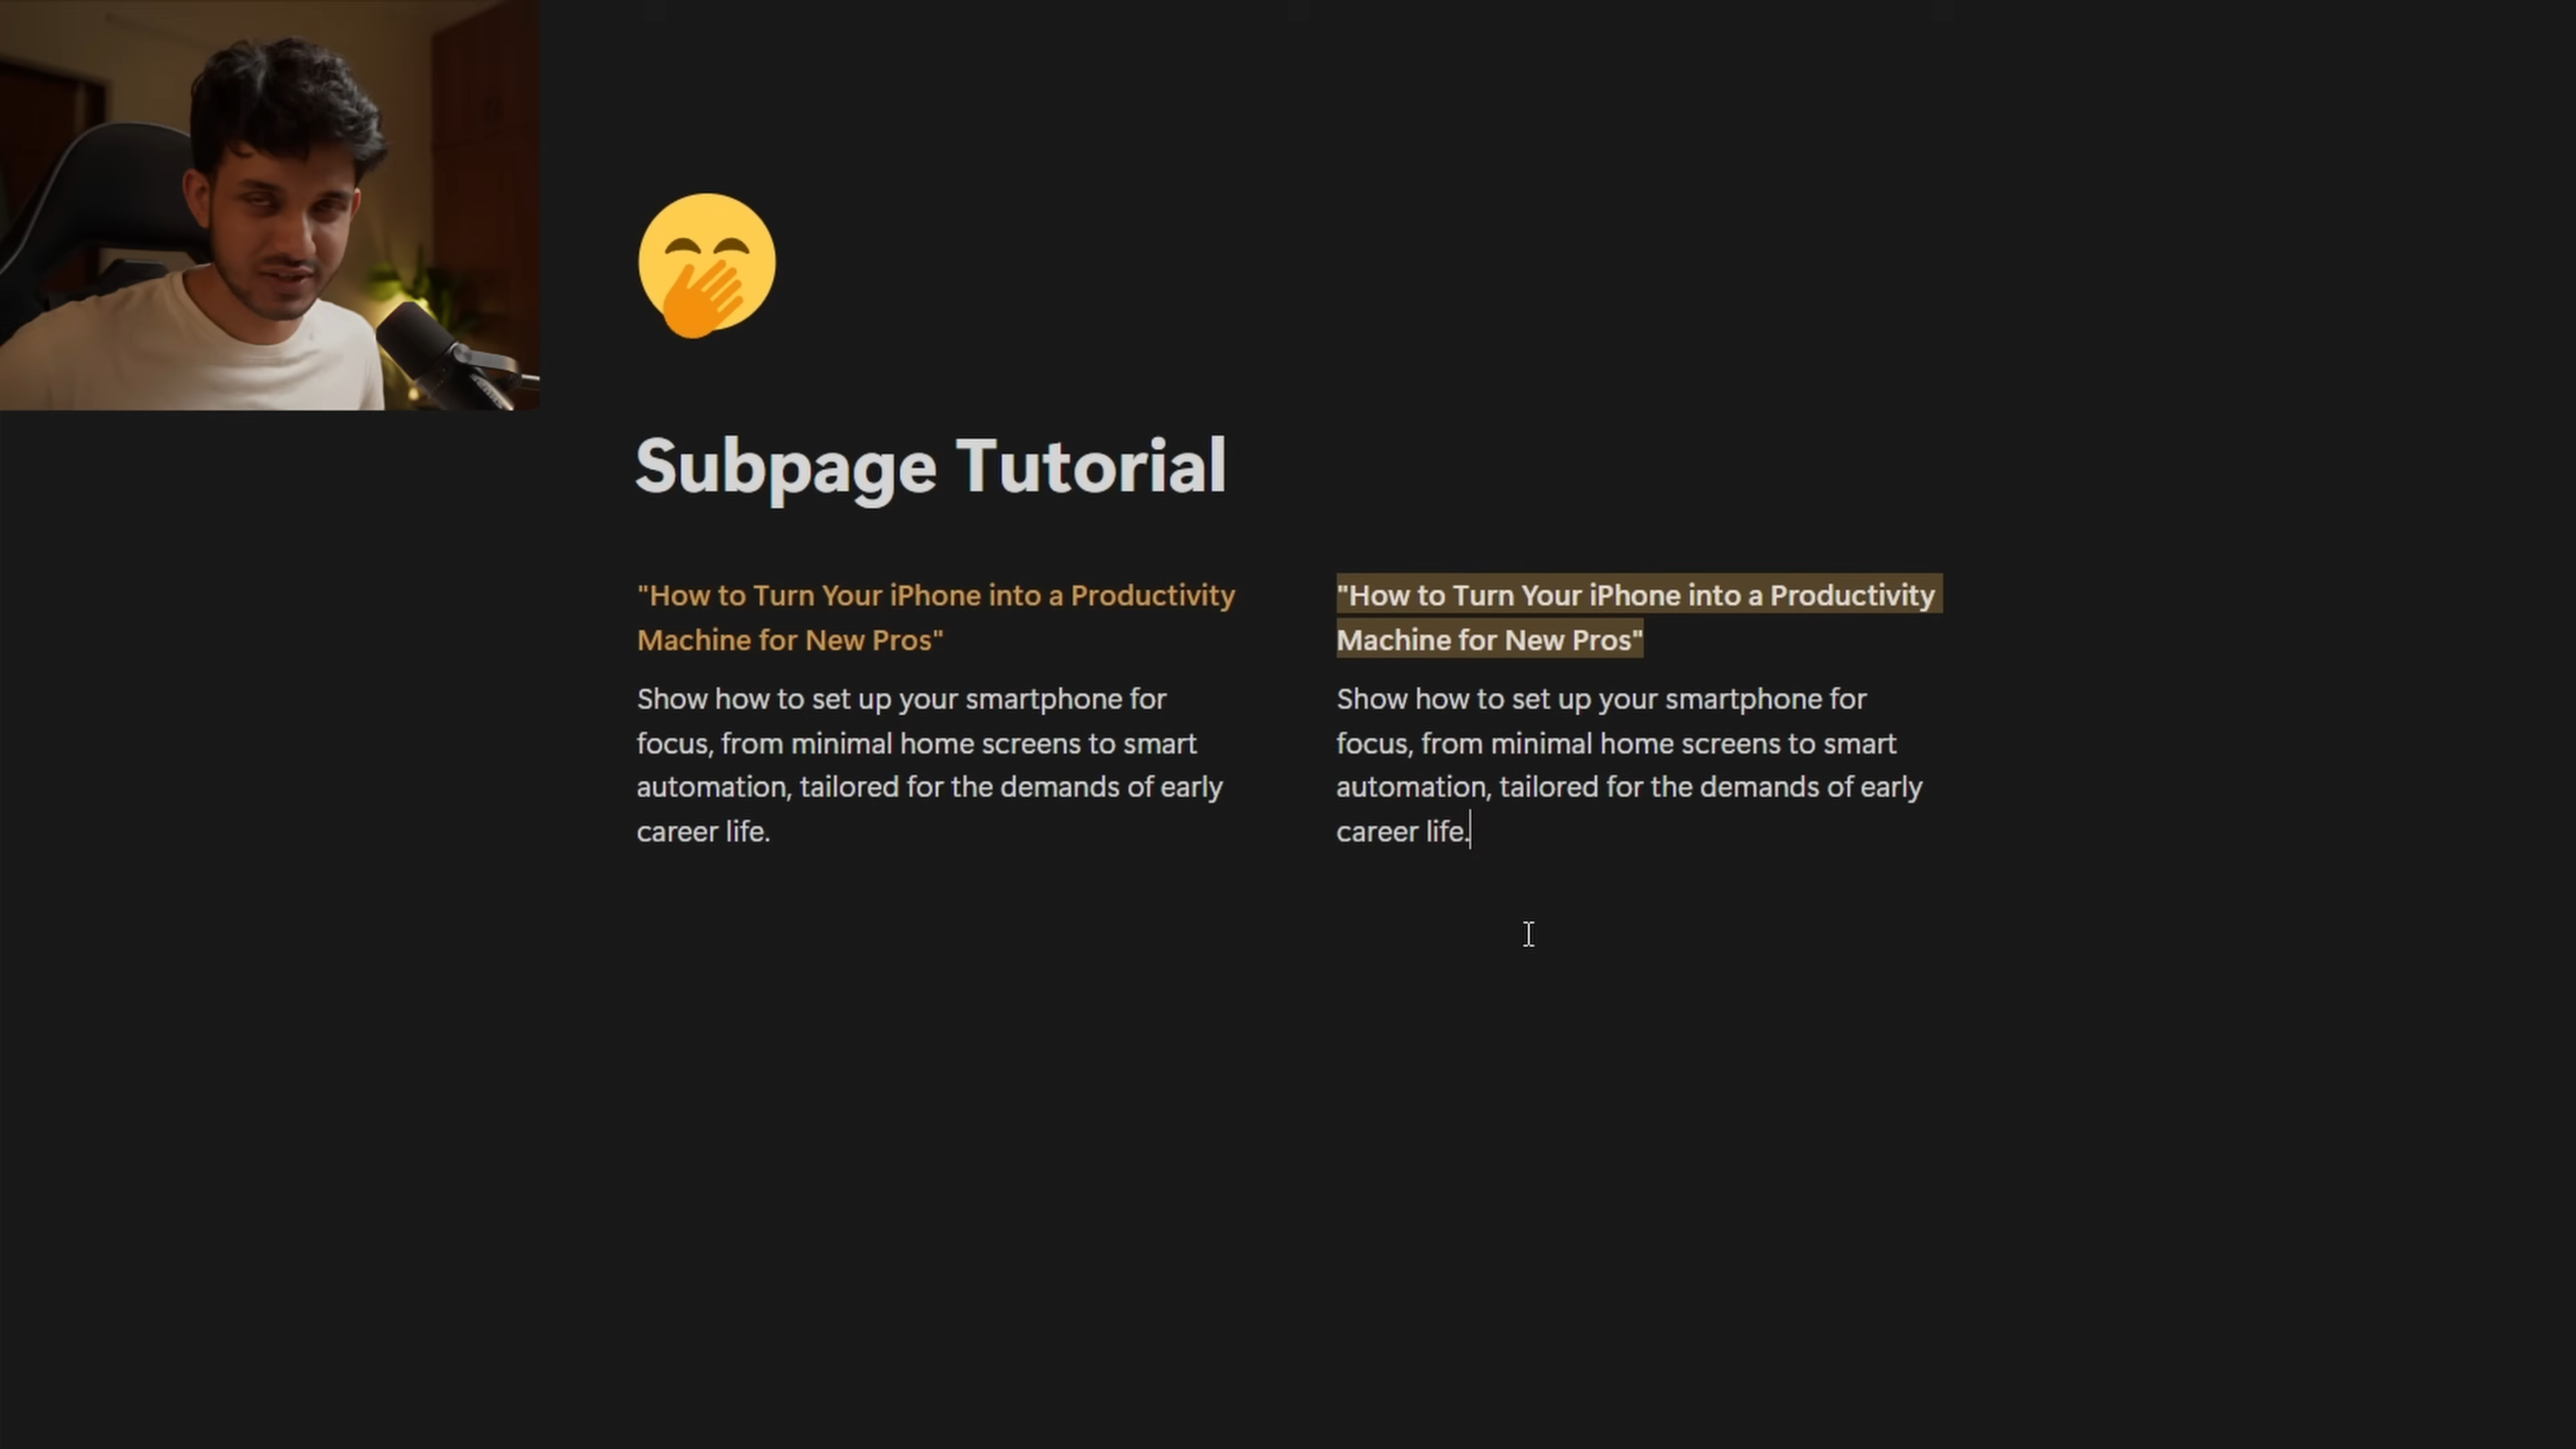 Subpage Tutorial
"How to Turn Your iPhone into a Productivity
Machine for New Pros"
Show how to set up your smartphone for
focus, from minimal home screens to smart
automation, tailored for the demands of early
career life.
"How to Turn Your iPhone into a Productivity
Machine for New Pros"
Show how to set up your smartphone for
focus, from minimal home screens to smart
automation, tailored for the demands of early
career life.